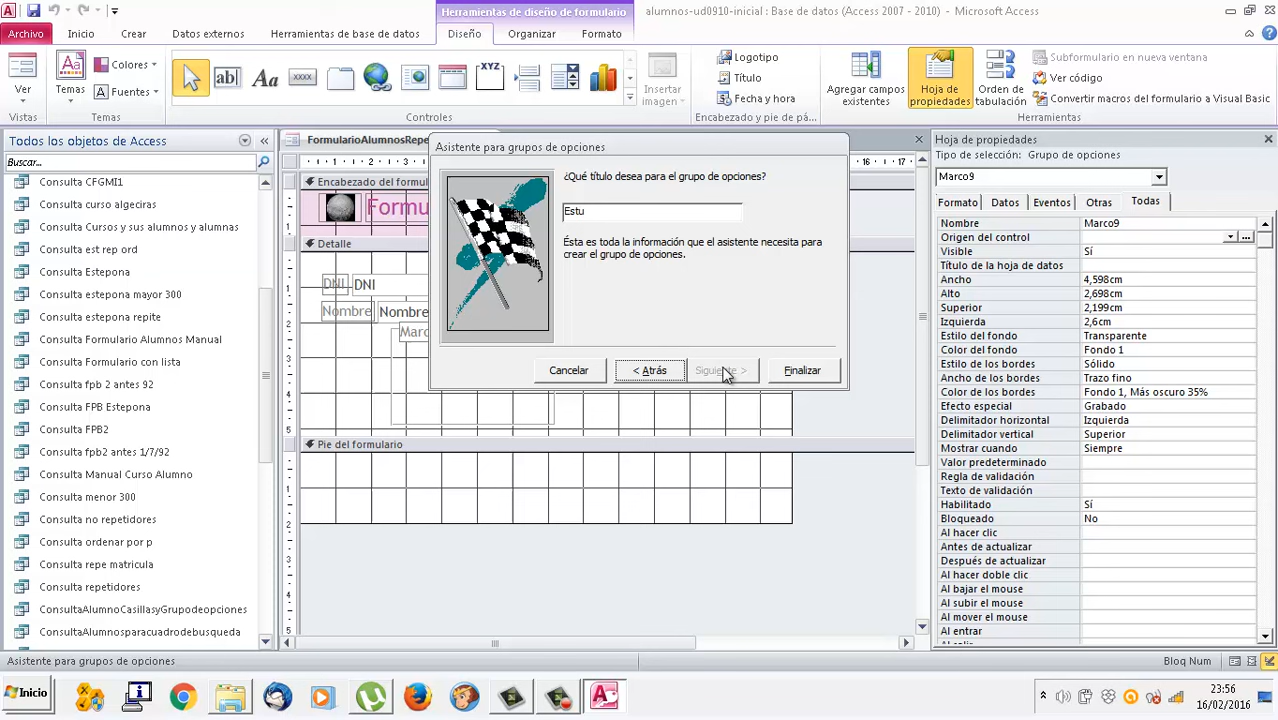 Herramientas de diseño de formulario
alumnos-ud0910-inicial : Base de datos (Access 2007 - 2010) - Microsoft Access
Archivo
Inicio
Crear
Datos externos
Herramientas de base de datos
Diseño
Organizar
Formato
Ver
Vistas
Temas
Colores
Fuentes
Temas
ab|
Aa
xxxx
XYZ
Controles
Insertar
imagen
Logotipo
Título
Fecha y hora
Encabezado y pie de pá...
Agregar campos
existentes
Hoja de
propiedades
Orden de
tabulación
Subformulario en nueva ventana
Ver código
Convertir macros del formulario a Visual Basic
Herramientas
Todos los objetos de Access
Buscar...
Consulta CFGMI1
Consulta curso algeciras
Consulta Cursos y sus alumnos y alumnas
Consulta est rep ord
Consulta Estepona
Consulta estepona mayor 300
Consulta estepona repite
Consulta Formulario Alumnos Manual
Consulta Formulario con lista
Consulta fpb 2 antes 92
Consulta FPB Estepona
Consulta FPB2
Consulta fpb2 antes 1/7/92
Consulta Manual Curso Alumno
Consulta menor 300
Consulta no repetidores
Consulta ordenar por p
Consulta repe matricula
Consulta repetidores
ConsultaAlumnoCasillasyGrupodeopciones
ConsultaAlumnosparacuadrodebusqueda
FormularioAlumnosRepe
1 2 3
16 17
Encabezado del formul
Formu
Detalle
DNI DNI
Nombre Nombre
Marc
Pie del formulario
Asistente para grupos de opciones
¿Qué título desea para el grupo de opciones?
Estu
Ésta es toda la información que el asistente necesita para
crear el grupo de opciones.
Cancelar
< Atrás
Finalizar
Hoja de propiedades
Tipo de selección: Grupo de opciones
Marco9
Formato Datos Eventos Otras Todas
Nombre Marco9
Origen del control
Visible Sí
Título de la hoja de datos
Ancho 4,598cm
Alto 2,698cm
Superior 2,199cm
Izquierda 2,6cm
Estilo del fondo Transparente
Color del fondo Fondo 1
Estilo de los bordes Sólido
Ancho de los bordes Trazo fino
Color de los bordes Fondo 1, Más oscuro 35%
Efecto especial Grabado
Delimitador horizontal Izquierda
Delimitador vertical Superior
Mostrar cuando Siempre
Valor predeterminado
Regla de validación
Texto de validación
Habilitado Sí
Bloqueado No
Al hacer clic
Antes de actualizar
Después de actualizar
Al hacer doble clic
Al bajar el mouse
Al subir el mouse
Al mover el mouse
Al entrar
Asistente para grupos de opciones
Bloq Num
Inicio
23:56
16/02/2016